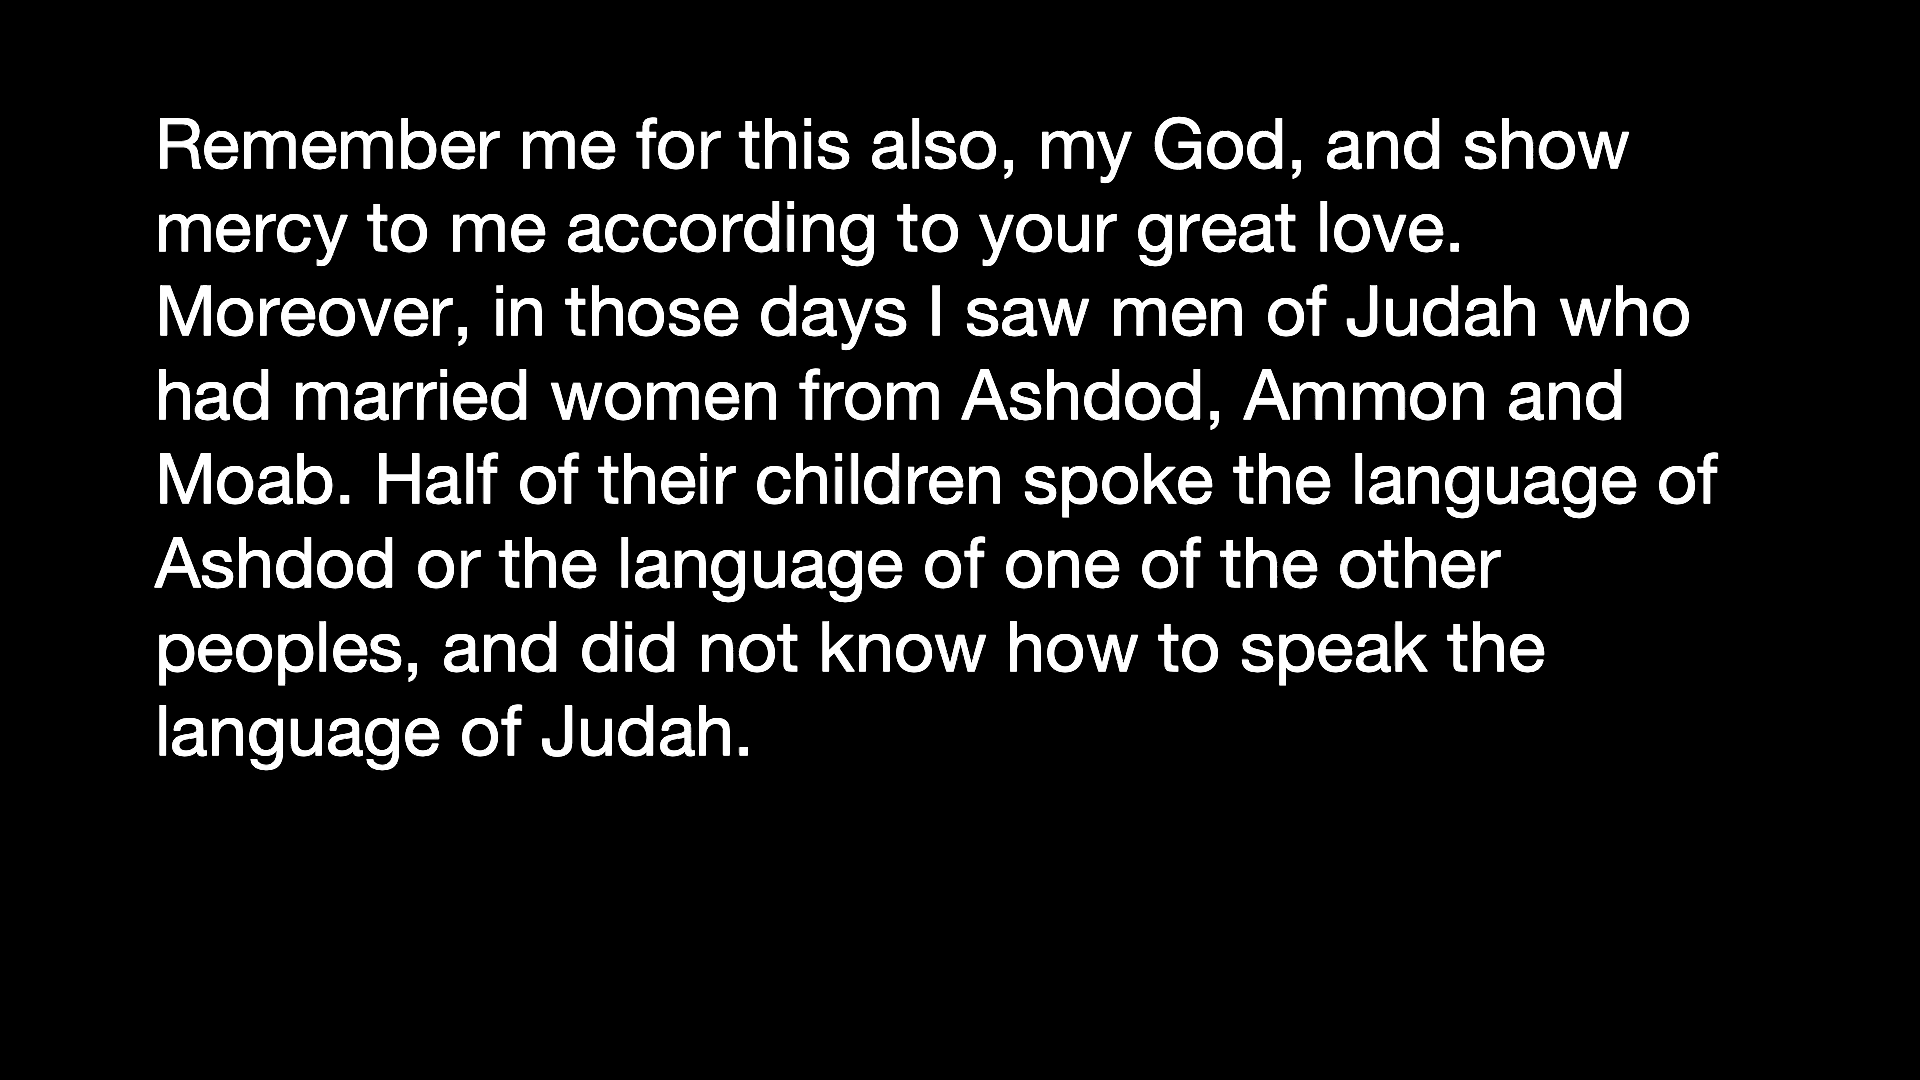 Remember me for this also, my God, and show
mercy to me according to your great love.
Moreover, in those days I saw men of Judah who
had married women from Ashdod, Ammon and
Moab. Half of their children spoke the language of
Ashdod or the language of one of the other
peoples, and did not know how to speak the
language of Judah.